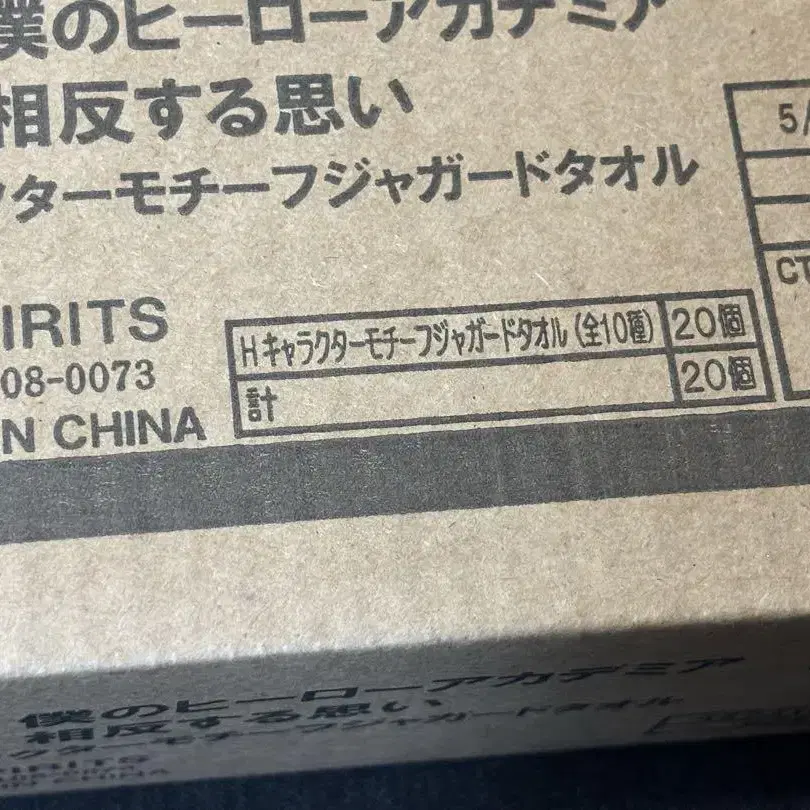 僕のヒーローアカデミア
相反する思い
クターモチーフジャガードタオル
5/
CT
IRITS
08-0073
N CHINA
Hキャラクターモチーフジャガードタオル(全10種) 20個
計 20個
僕のヒーローアカデミア
相反する思い
クターモチーフジャガードタオル
IRITS
CHINA